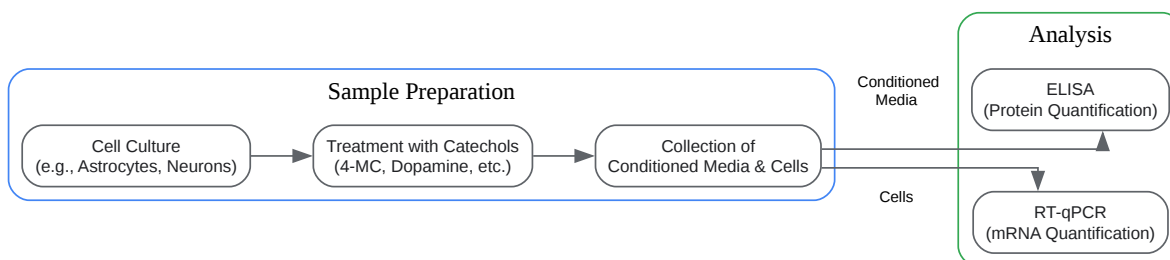 Sample Preparation
Cell Culture
(e.g., Astrocytes, Neurons)
Treatment with Catechols
(4-MC, Dopamine, etc.)
Collection of
Conditioned Media & Cells
Conditioned
Media
Cells
Analysis
ELISA
(Protein Quantification)
RT-qPCR
(mRNA Quantification)